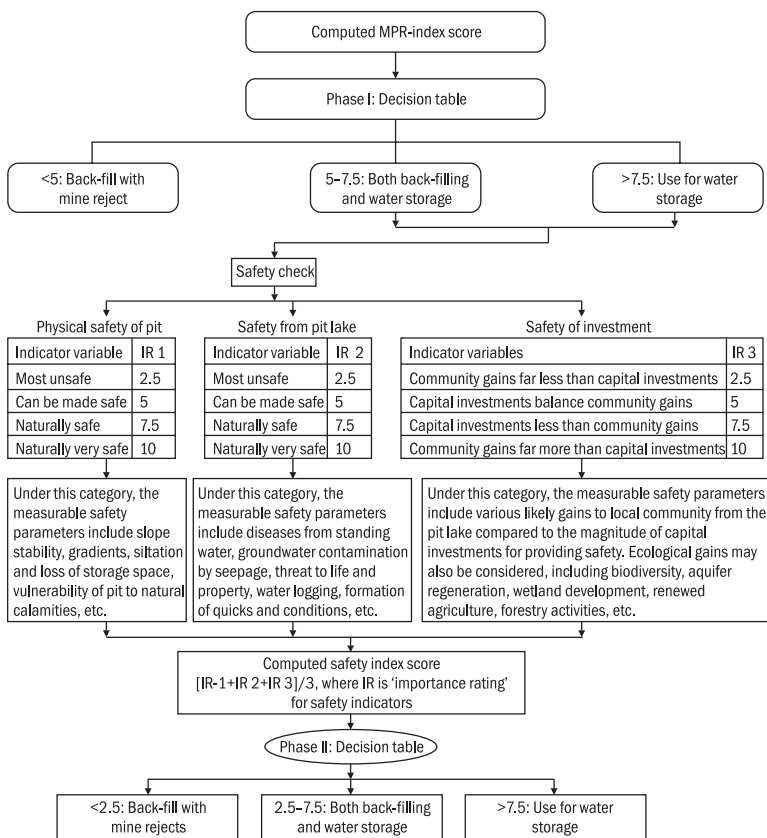 Computed MPR-index score
Phase I: Decision table
<5: Back-fill with
mine reject
5–7.5: Both back-filling
and water storage
>7.5: Use for water
storage
Safety check
Physical safety of pit
Indicator variable IR 1
Most unsafe 2.5
Can be made safe 5
Naturally safe 7.5
Naturally very safe 10
Safety from pit lake
Indicator variable IR 2
Most unsafe 2.5
Can be made safe 5
Naturally safe 7.5
Naturally very safe 10
Safety of investment
Indicator variables IR 3
Community gains far less than capital investments 2.5
Capital investments balance community gains 5
Capital investments less than community gains 7.5
Community gains far more than capital investments 10
Under this category, the
measurable safety
parameters include slope
stability, gradients, siltation
and loss of storage space,
vulnerability of pit to natural
calamities, etc.
Under this category, the
measurable safety parameters
include diseases from standing
water, groundwater contamination
by seepage, threat to life and
property, water logging, formation
of quicks and conditions, etc.
Under this category, the measurable safety parameters
include various likely gains to local community from the
pit lake compared to the magnitude of capital
investments for providing safety. Ecological gains may
also be considered, including biodiversity, aquifer
regeneration, wetland development, renewed
agriculture, forestry activities, etc.
Computed safety index score
[IR-1+IR 2+IR 3]/3, where IR is ‘importance rating’
for safety indicators
Phase II: Decision table
<2.5: Back-fill with
mine rejects
2.5–7.5: Both back-filling
and water storage
>7.5: Use for water
storage